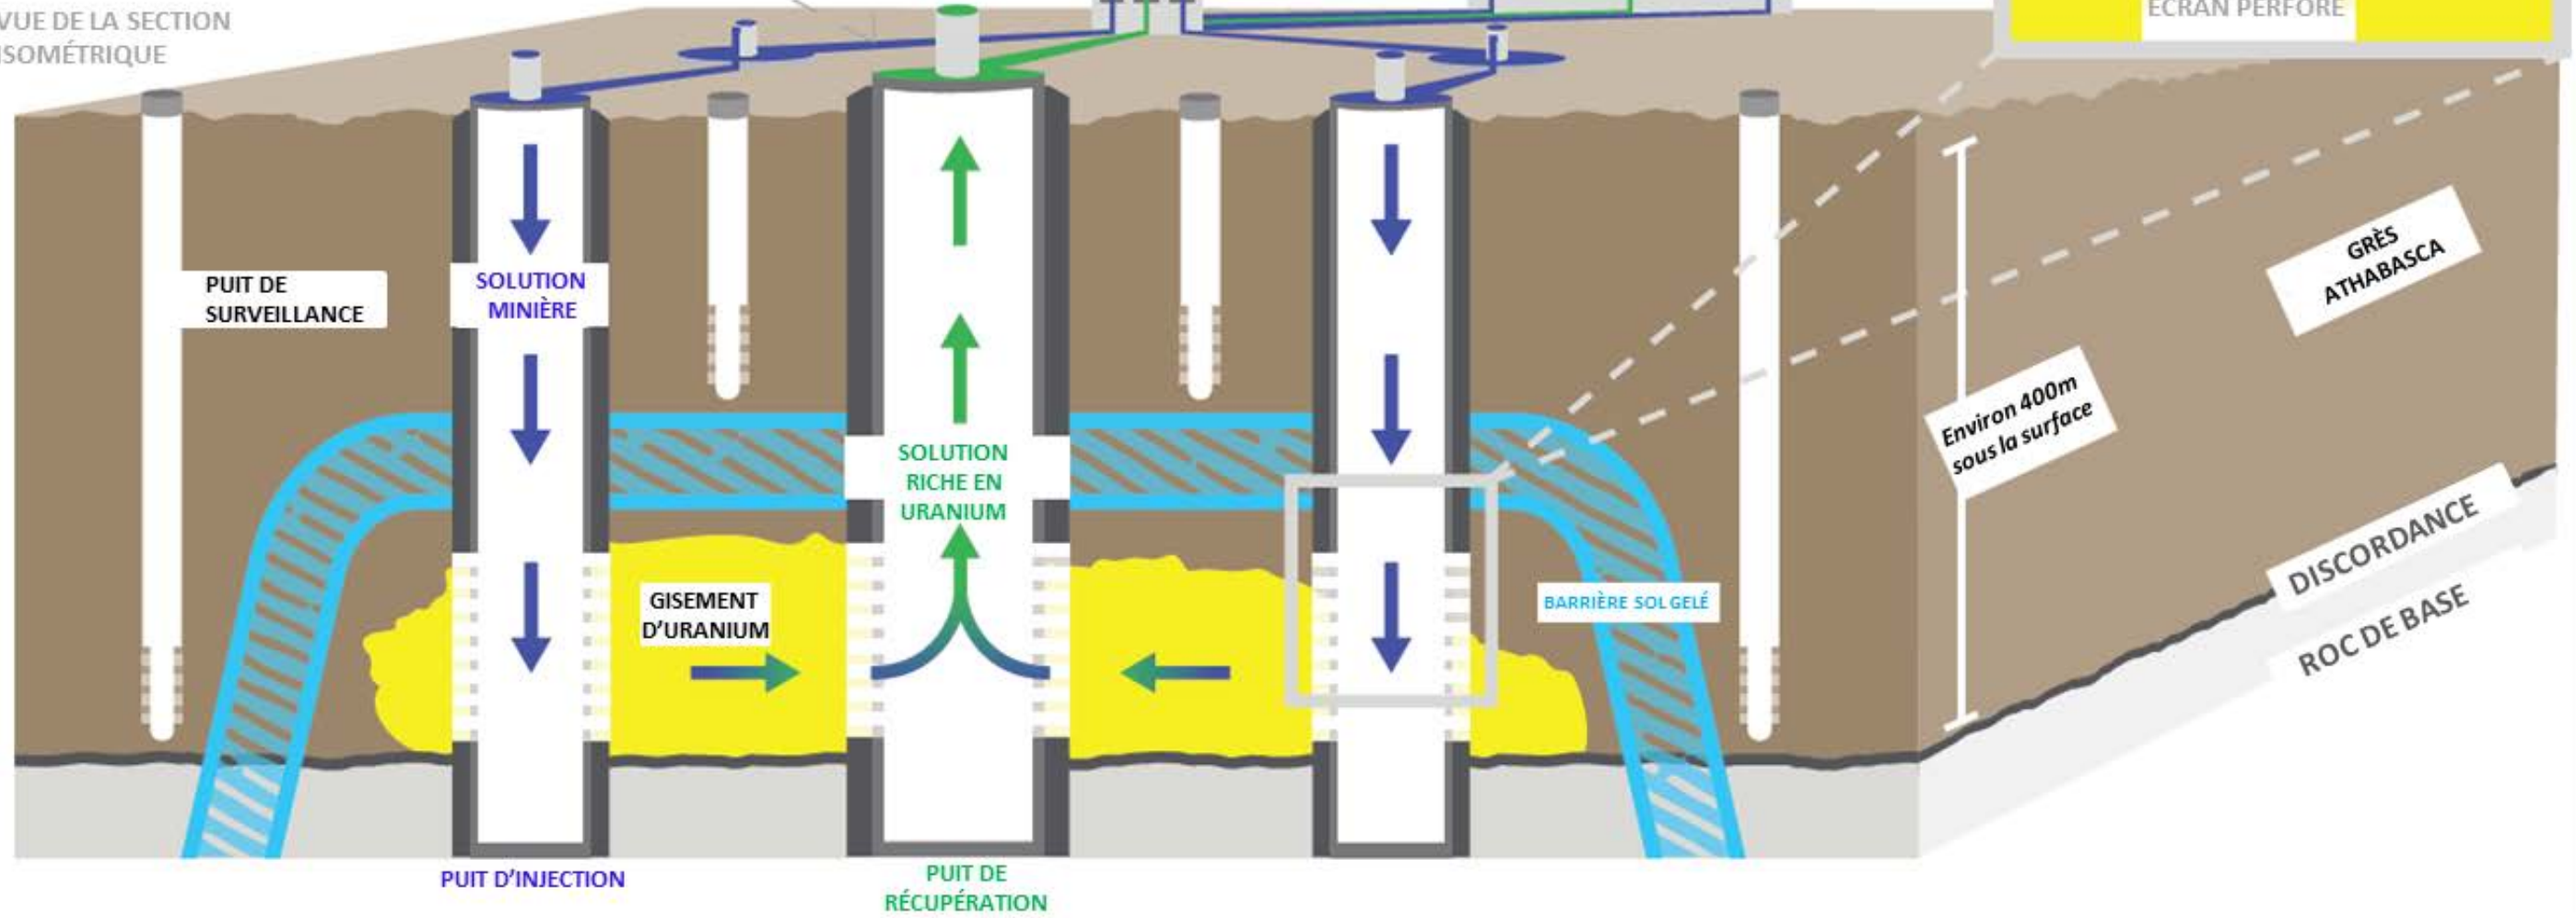 VUE DE LA SECTION
ISOMÉTRIQUE
ÉCRAN PERFORÉ
PUIT DE
SURVEILLANCE
SOLUTION
MINIÈRE
GRÈS
ATHABASCA
Environ 400m
sous la surface
SOLUTION
RICHE EN
URANIUM
GISEMENT
D'URANIUM
BARRIÈRE SOL GELÉ
DISCORDANCE
ROC DE BASE
PUIT D'INJECTION
PUIT DE
RÉCUPÉRATION